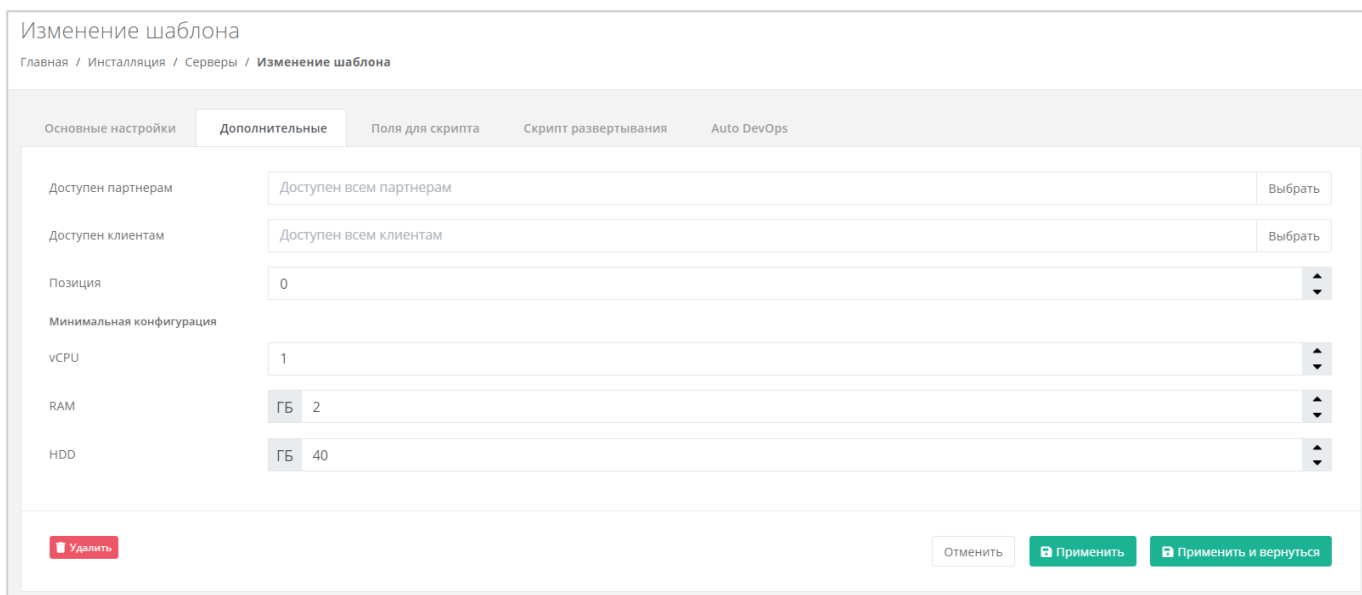 Изменение шаблона
Главная / Инсталляция / Серверы / Изменение шаблона
Основные настройки Дополнительные Поля для скрипта Скрипт развертывания Auto DevOps
Доступен партнерам Доступен всем партнерам Выбрать
Доступен клиентам Доступен всем клиентам Выбрать
Позиция 0
Минимальная конфигурация
vCPU 1
RAM ГБ 2
HDD ГБ 40
Удалить Отменить Применить Применить и вернуться